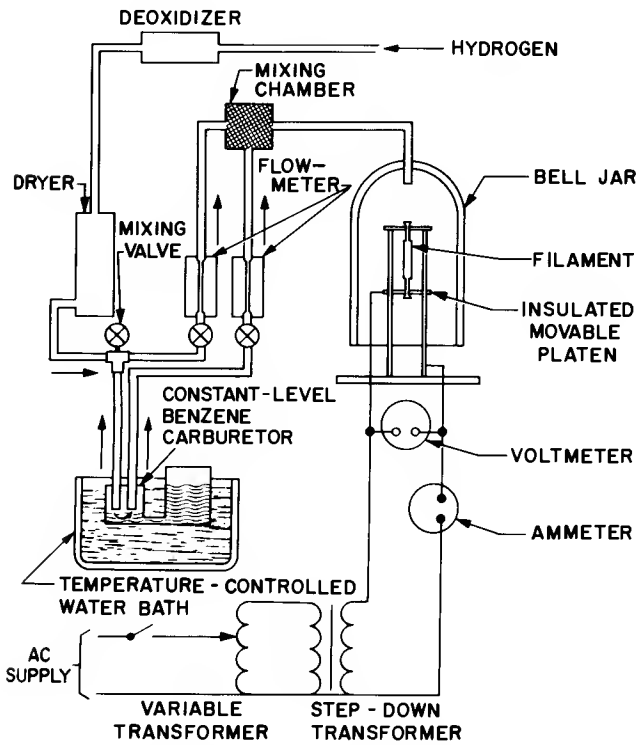 DEOXIDIZER
HYDROGEN
MIXING
CHAMBER
FLOW-
METER
DRYER
MIXING
VALVE
BELL JAR
FILAMENT
INSULATED
MOVABLE
PLATEN
CONSTANT-LEVEL
BENZENE
CARBURETOR
VOLTMETER
AMMETER
TEMPERATURE-CONTROLLED
WATER BATH
AC
SUPPLY
VARIABLE
TRANSFORMER
STEP-DOWN
TRANSFORMER